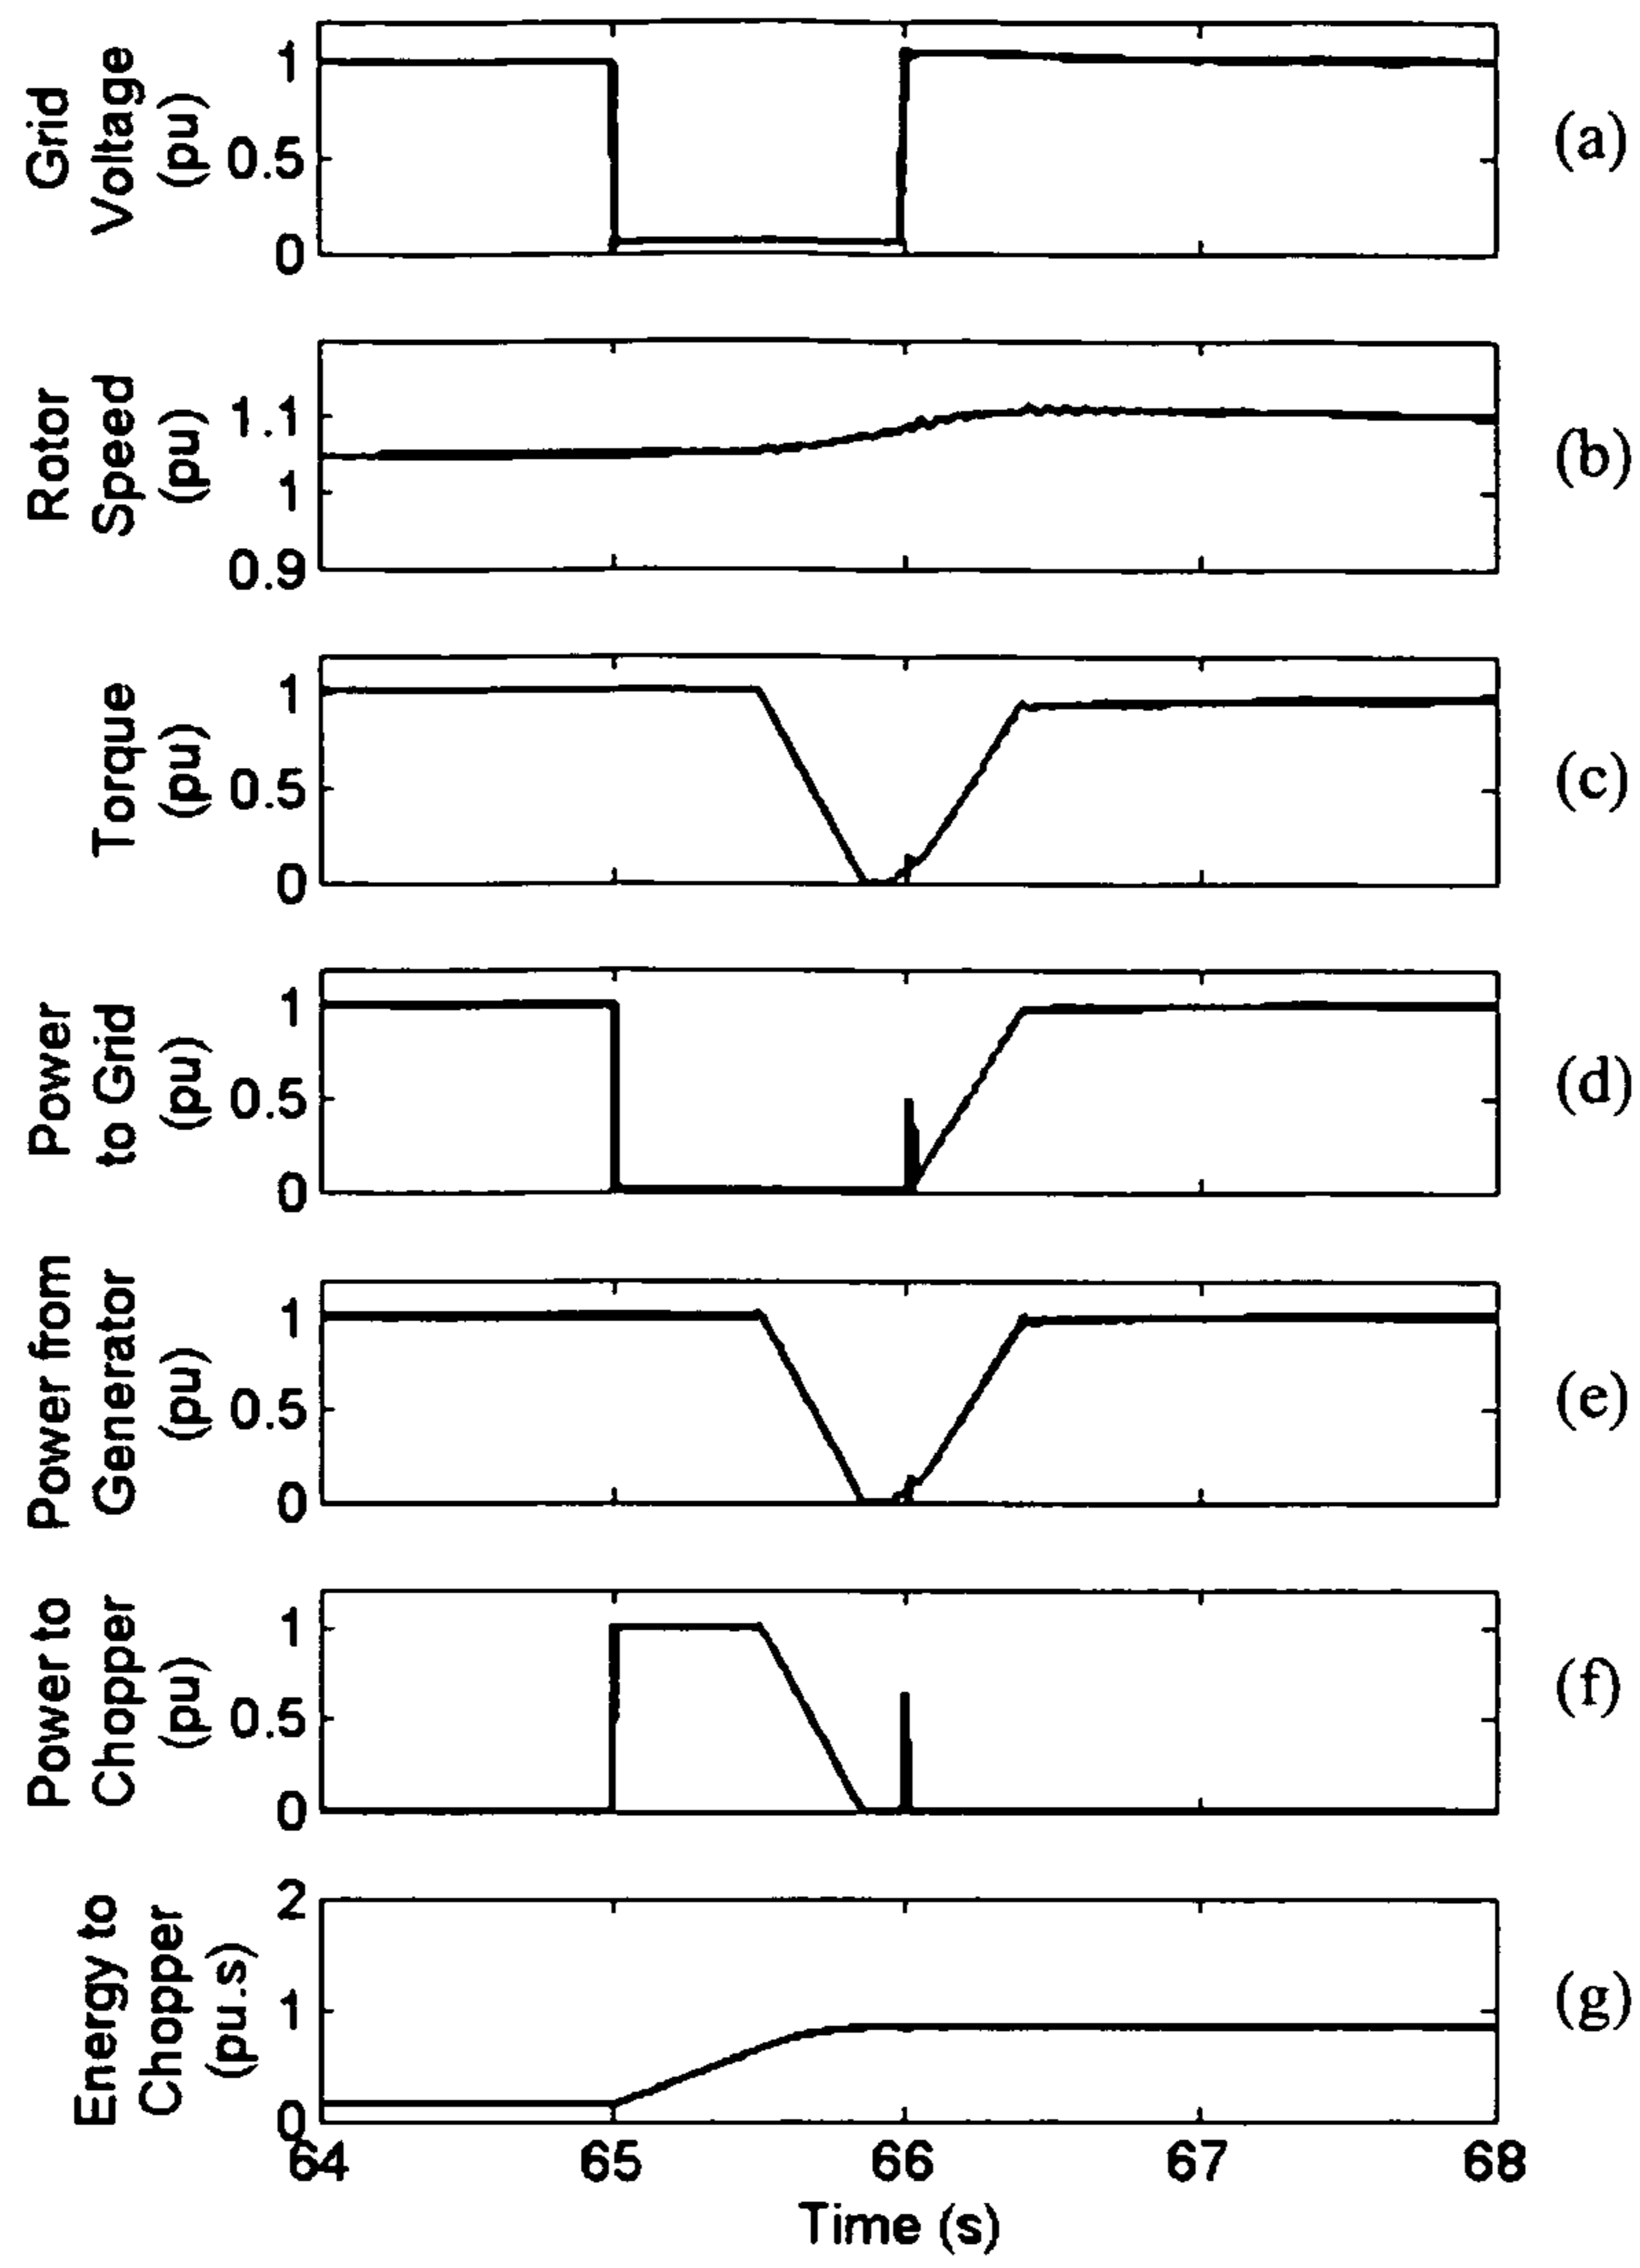 Grid
Voltage
(pu)
1
0.5
0
(a)
Rotor
Speed
(pu)
1.1
1
0.9
(b)
Torque
(pu)
1
0.5
0
(c)
Power
to Grid
(pu)
1
0.5
0
(d)
Power from
Generator
(pu)
1
0.5
0
(e)
Power to
Chopper
(pu)
1
0.5
0
(f)
Energy to
Chopper
(pu.s)
2
1
0
(g)
64 65 66 67 68
Time (s)